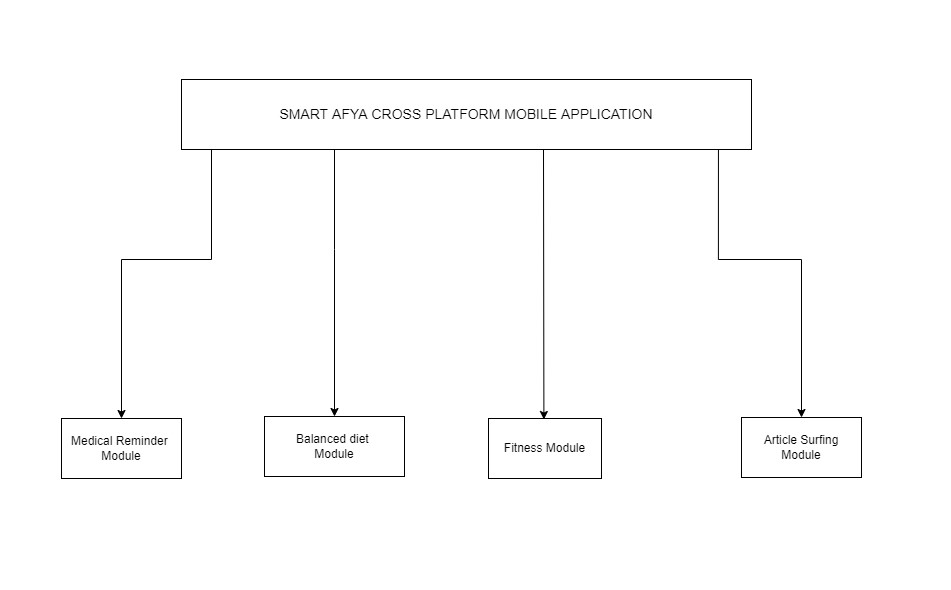 SMART AFYA CROSS PLATFORM MOBILE APPLICATION
Medical Reminder
Module
Balanced diet
Module
Fitness Module
Article Surfing
Module